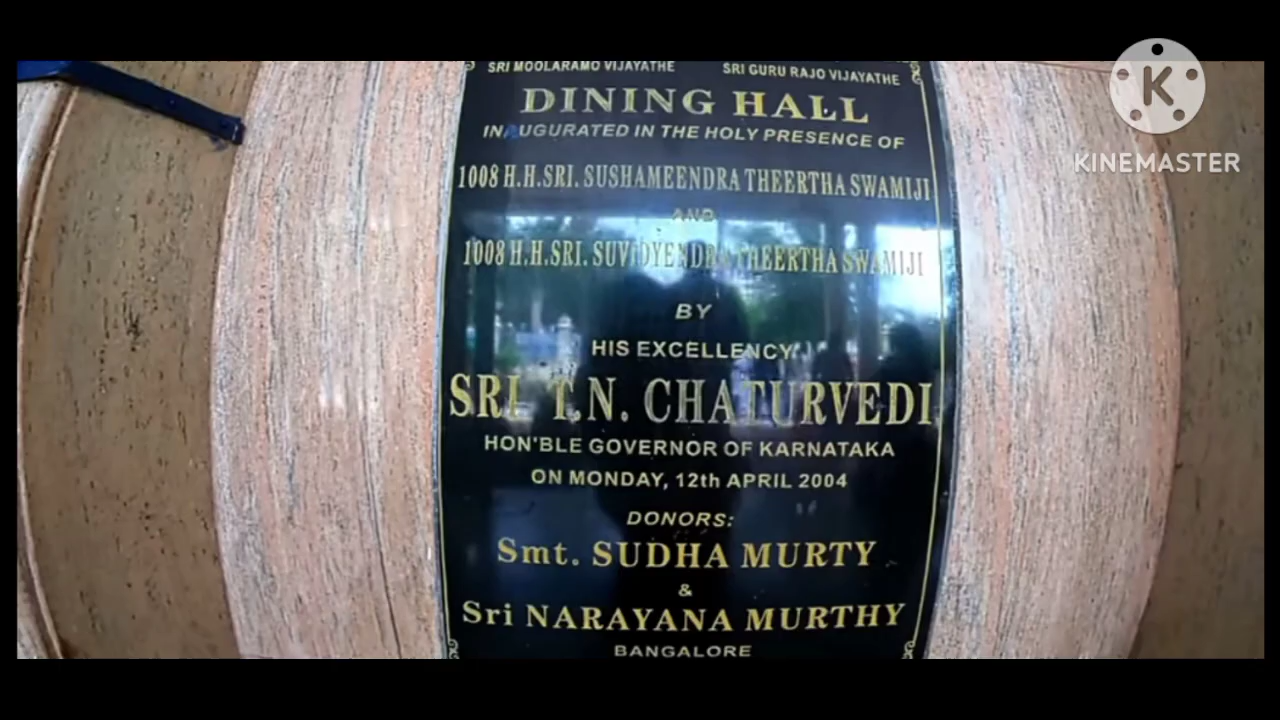 SRI MOOLARAMO VIJAYATHE SRI GURU RAJO VIJAYATHE
DINING HALL
INAUGURATED IN THE HOLY PRESENCE OF
1008 H.H.SRI. SUSHAMEENDRA THEERTHA SWAMIJI
AND
1008 H.H.SRI. SUVIDYENDRA THEERTHA SWAMIJI
BY
HIS EXCELLENCY
SRI T.N. CHATURVEDI
HON'BLE GOVERNOR OF KARNATAKA
ON MONDAY, 12th APRIL 2004
DONORS:
Smt. SUDHA MURTY
&
Sri NARAYANA MURTHY
BANGALORE
K
KINEMASTER